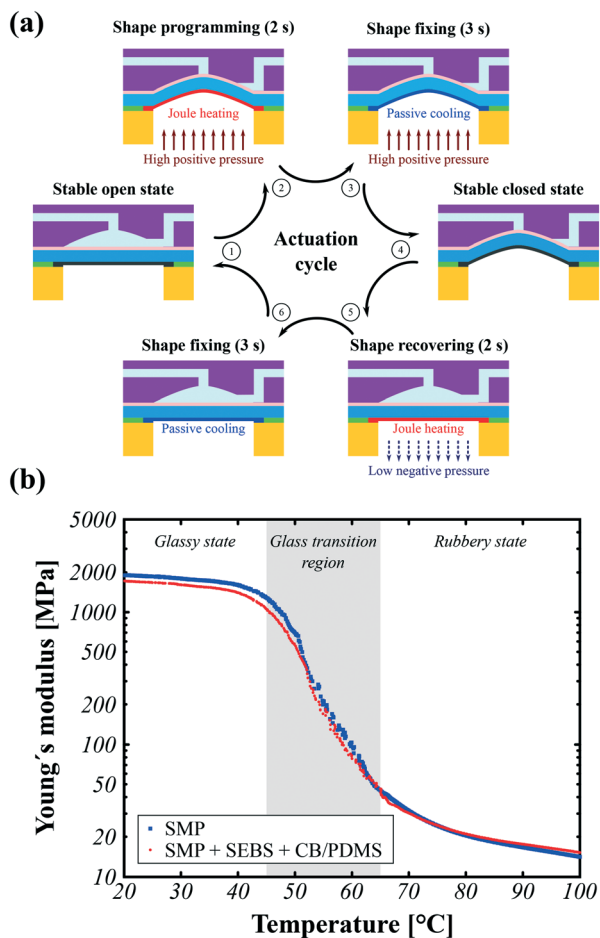 (a)
Shape programming (2 s)
Shape fixing (3 s)
Joule heating
High positive pressure
Passive cooling
High positive pressure
Stable open state
Stable closed state
1
2
3
4
5
6
Actuation
cycle
Shape fixing (3 s)
Shape recovering (2 s)
Passive cooling
Joule heating
Low negative pressure
(b)
Young´s modulus [MPa]
5000
2000
1000
500
200
100
50
20
10
Glassy state
Glass transition
region
Rubbery state
SMP
SMP + SEBS + CB/PDMS
20 30 40 50 60 70 80 90 100
Temperature [°C]